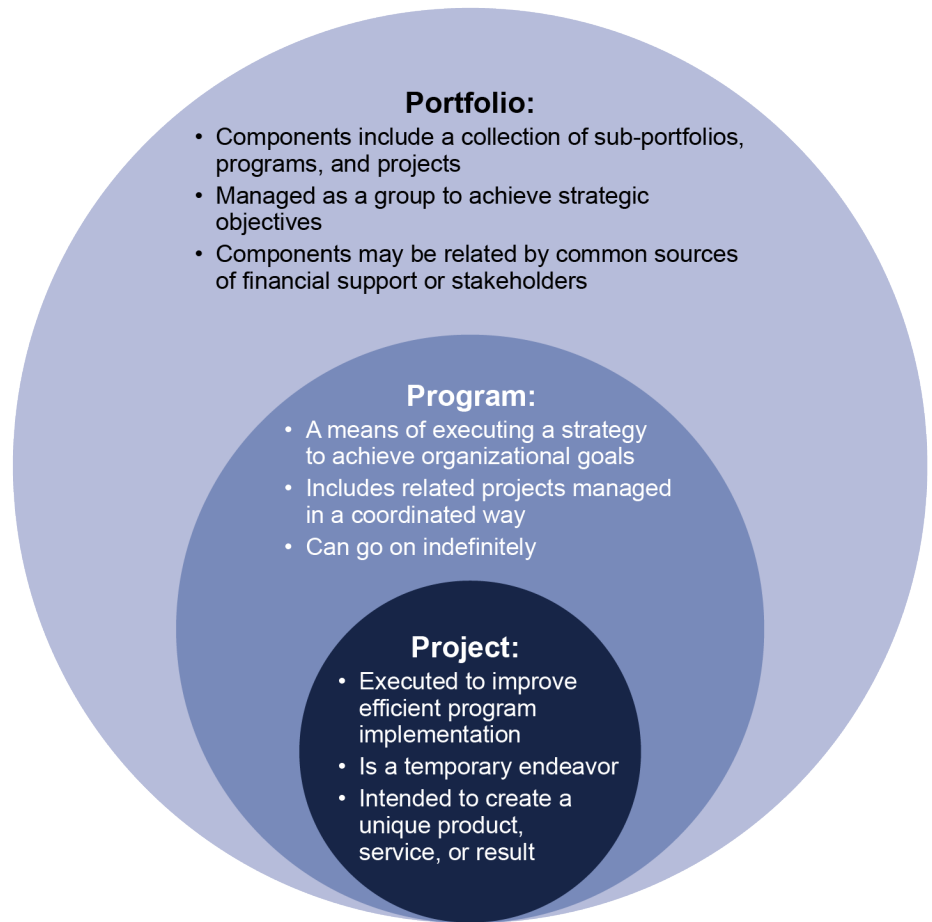 Portfolio:
• Components include a collection of sub-portfolios,
programs, and projects
• Managed as a group to achieve strategic
objectives
• Components may be related by common sources
of financial support or stakeholders
Program:
• A means of executing a strategy
to achieve organizational goals
• Includes related projects managed
in a coordinated way
• Can go on indefinitely
Project:
• Executed to improve
efficient program
implementation
• Is a temporary endeavor
• Intended to create a
unique product,
service, or result